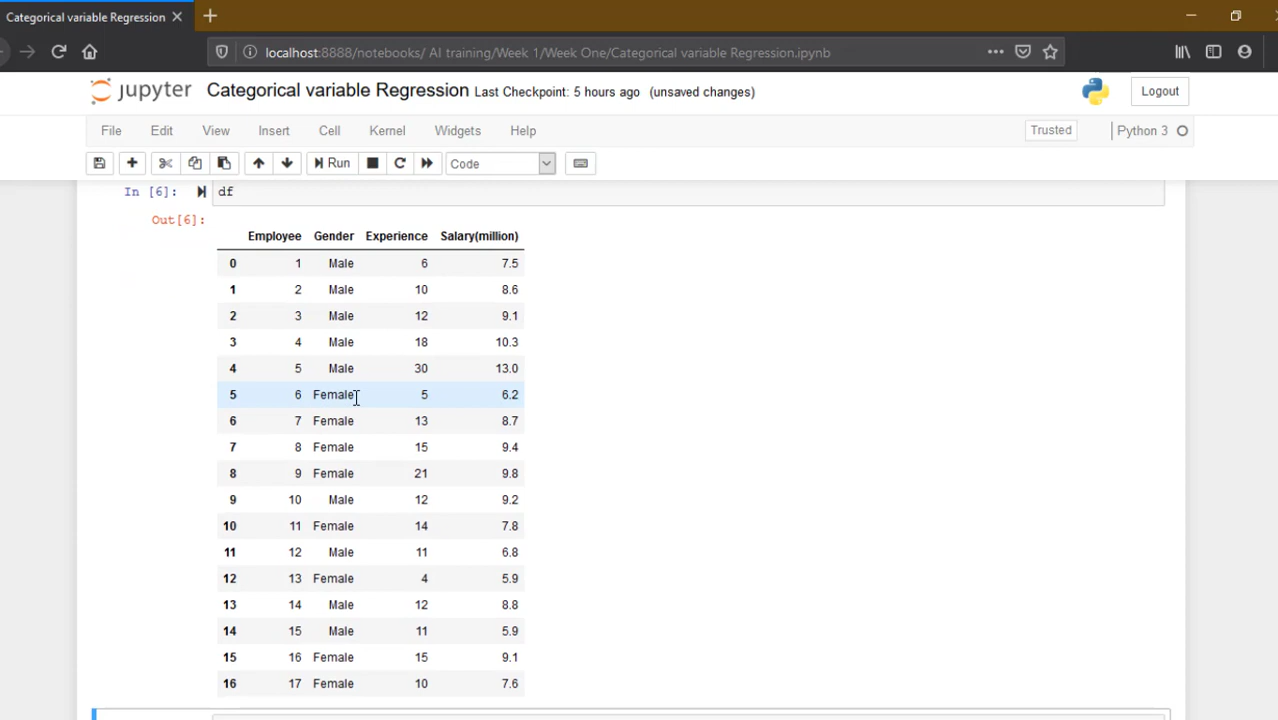 Categorical variable Regression
localhost:8888/notebooks/ AI training/Week 1/Week One/Categorical variable Regression.ipynb
jupyter Categorical variable Regression Last Checkpoint: 5 hours ago (unsaved changes) Logout
File Edit View Insert Cell Kernel Widgets Help Trusted Python 3
Run Code
In [6]: df
Out[6]:
Employee Gender Experience Salary(million)
0 1 Male 6 7.5
1 2 Male 10 8.6
2 3 Male 12 9.1
3 4 Male 18 10.3
4 5 Male 30 13.0
5 6 Female 5 6.2
6 7 Female 13 8.7
7 8 Female 15 9.4
8 9 Female 21 9.8
9 10 Male 12 9.2
10 11 Female 14 7.8
11 12 Male 11 6.8
12 13 Female 4 5.9
13 14 Male 12 8.8
14 15 Male 11 5.9
15 16 Female 15 9.1
16 17 Female 10 7.6